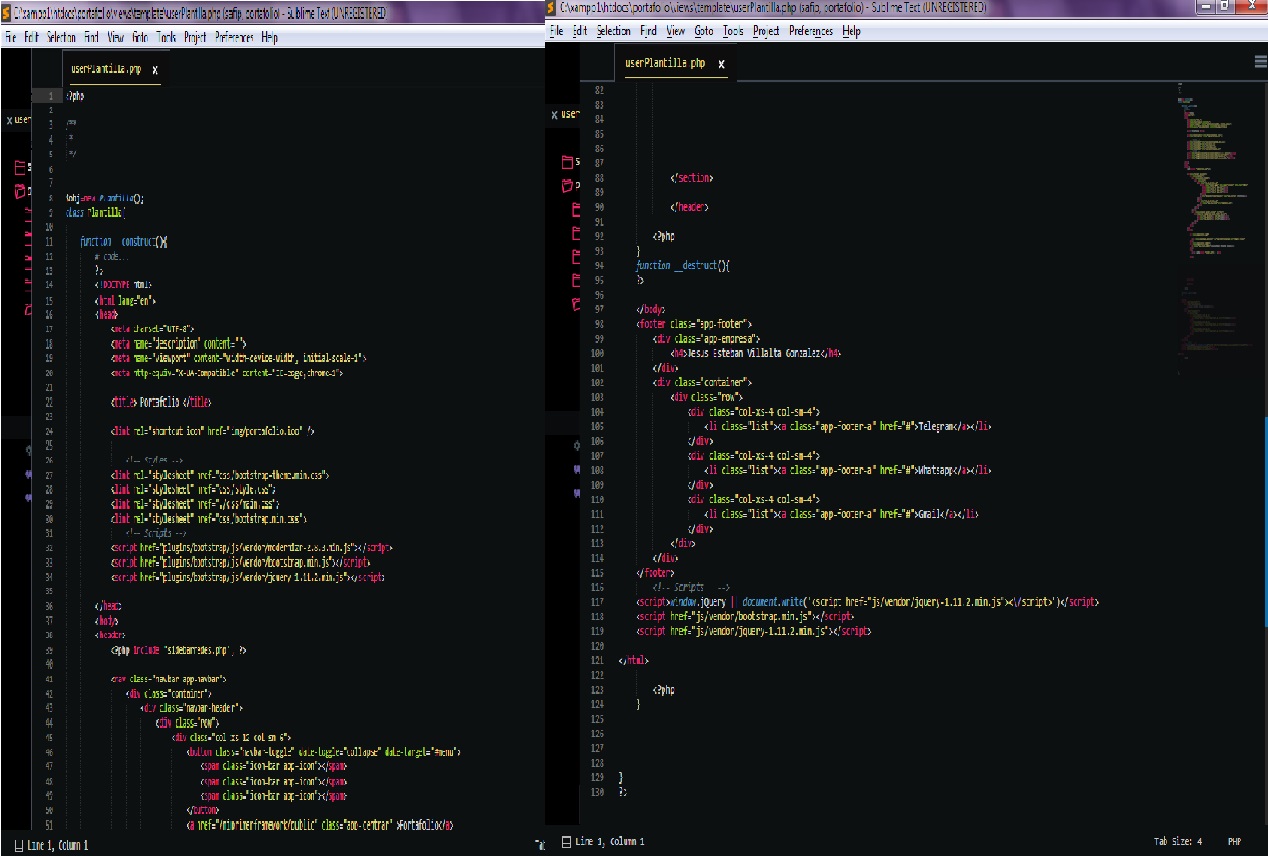 C:\xampp1\htdocs\portafolio\views\template\userPlantilla.php (safip, portafolio) - Sublime Text (UNREGISTERED)
File Edit Selection Find View Goto Tools Project Preferences Help
userPlantilla.php x
x user
1 <?php
2
3 /**
4 *
5 */
6
7
8 $obj=new Plantilla();
9 class Plantilla{
10
11 function __construct(){
12 # code...
13 ?>
14 <!DOCTYPE html>
15 <html lang="en">
16 <head>
17 <meta charset="UTF-8">
18 <meta name="description" content="">
19 <meta name="viewport" content="width=device-width, initial-scale=1">
20 <meta http-equiv="X-UA-Compatible" content="IE=edge,chrome=1">
21
22 <title> Portafolio </title>
23
24 <link rel="shortcut icon" href="img/portafolio.ico" />
25
26 <!-- Styles -->
27 <link rel="stylesheet" href="css/bootstrap-theme.min.css">
28 <link rel="stylesheet" href="css/style.css">
29 <link rel="stylesheet" href="./css/main.css">
30 <link rel="stylesheet" href="css/bootstrap.min.css">
31 <!-- Scripts -->
32 <script href="plugins/bootstrap/js/vendor/modernizr-2.8.3.min.js"></script>
33 <script href="plugins/bootstrap/js/vendor/bootstrap.min.js"></script>
34 <script href="plugins/bootstrap/js/vendor/jquery-1.11.2.min.js"></script>
35
36 </head>
37 <body>
38 <header>
39 <?php include 'sidebarredes.php'; ?>
40
41 <nav class="navbar app-navbar">
42 <div class="container">
43 <div class="navbar-header">
44 <div class="row">
45 <div class="col-xs-12 col-sm-6">
46 <button class="navbar-toggle" data-toggle="collapse" data-target="#menu">
47 <span class="icon-bar app-icon"></span>
48 <span class="icon-bar app-icon"></span>
49 <span class="icon-bar app-icon"></span>
50 </button>
51 <a href="/miprimerframework/public" class="app-centrar" >Portafolio</a>
Line 1, Column 1
Tab
C:\xampp1\htdocs\portafolio\views\template\userPlantilla.php (safip, portafolio) - Sublime Text (UNREGISTERED)
File Edit Selection Find View Goto Tools Project Preferences Help
userPlantilla.php x
x user
82
83
84
85
86
87
88 </section>
89
90 </header>
91
92 <?php
93 }
94 function __destruct(){
95 ?>
96
97 </body>
98 <footer class="app-footer">
99 <div class="app-empresa">
100 <h4>Jesus Esteban Villalta Gonzalez</h4>
101 </div>
102 <div class="container">
103 <div class="row">
104 <div class="col-xs-4 col-sm-4">
105 <li class="list"><a class="app-footer-a" href="#">Telegram</a></li>
106 </div>
107 <div class="col-xs-4 col-sm-4">
108 <li class="list"><a class="app-footer-a" href="#">Whatsapp</a></li>
109 </div>
110 <div class="col-xs-4 col-sm-4">
111 <li class="list"><a class="app-footer-a" href="#">Gmail</a></li>
112 </div>
113 </div>
114 </div>
115 </footer>
116 <!-- Scripts -->
117 <script>window.jQuery || document.write('<script href="js/vendor/jquery-1.11.2.min.js"><\/script>')</script>
118 <script href="js/vendor/bootstrap.min.js"></script>
119 <script href="js/vendor/jquery-1.11.2.min.js"></script>
120
121 </html>
122
123 <?php
124 }
125
126
127
128
129 }
130 ?>
Line 1, Column 1
Tab Size: 4
PHP